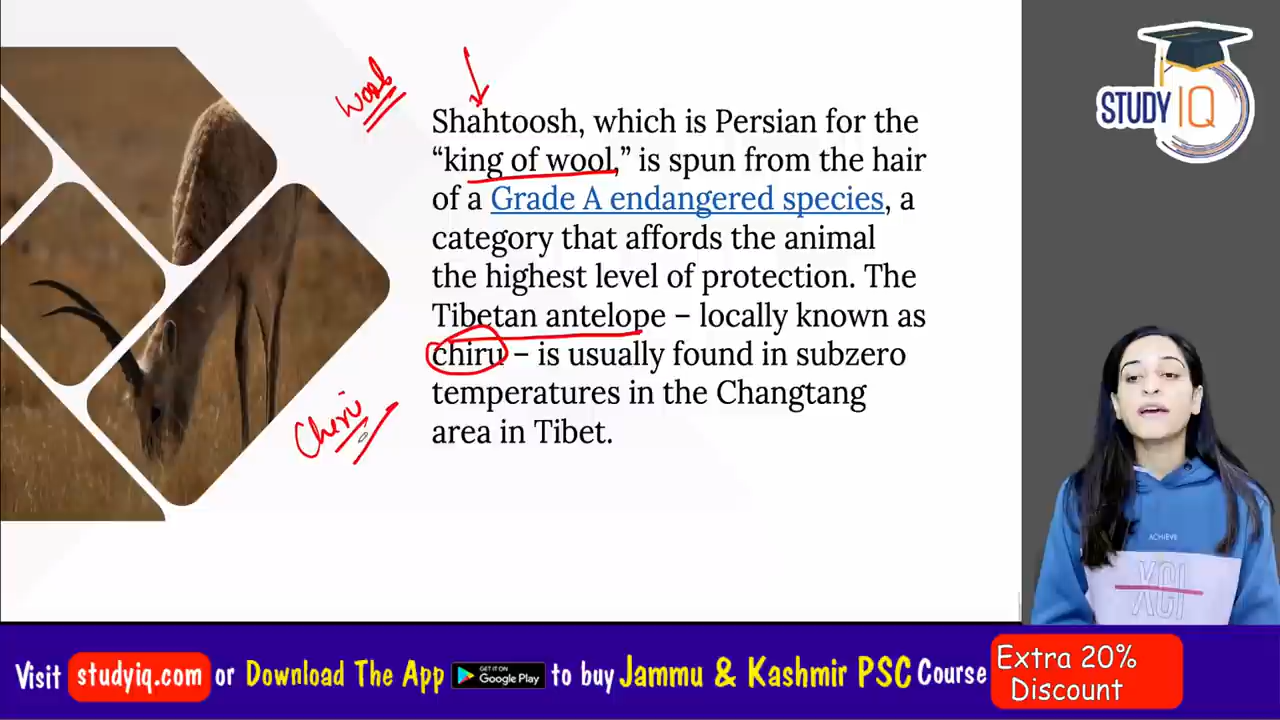 Wool
Shahtoosh, which is Persian for the
“king of wool,” is spun from the hair
of a Grade A endangered species, a
category that affords the animal
the highest level of protection. The
Tibetan antelope – locally known as
chiru – is usually found in subzero
temperatures in the Changtang
area in Tibet.
Chiru
STUDY IQ
ACHIEVE
XCI
Visit studyiq.com or Download The App GET IT ON Google Play to buy Jammu & Kashmir PSC Course
Extra 20%
Discount